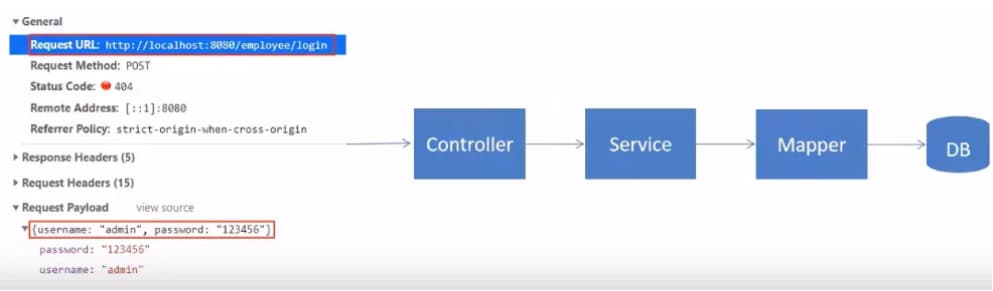 ▼ General
Request URL: http://localhost:8080/employee/login
Request Method: POST
Status Code: 404
Remote Address: [::1]:8080
Referrer Policy: strict-origin-when-cross-origin
▶ Response Headers (5)
▶ Request Headers (15)
▼ Request Payload view source
▼ {username: "admin", password: "123456"}
password: "123456"
username: "admin"
Controller
Service
Mapper
DB